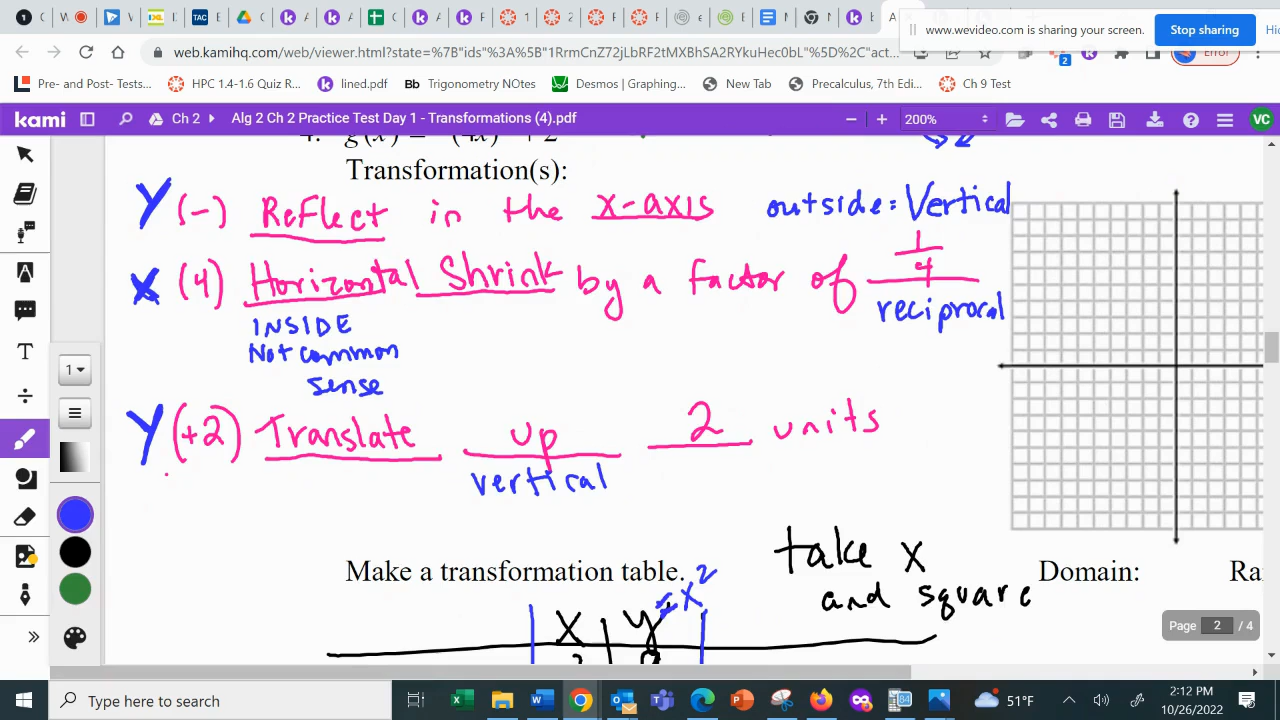 www.wevideo.com is sharing your screen.
Stop sharing
web.kamihq.com/web/viewer.html?state=%7B"ids"%3A%5B"1RmCnZ72jLbRF2tMXBhSA2RYkuHec0bL"%5D%2C"act
Error
Pre- and Post- Tests...
HPC 1.4-1.6 Quiz R...
lined.pdf
Bb Trigonometry NOtes
Desmos | Graphing...
New Tab
Precalculus, 7th Edi...
Ch 9 Test
kami
Ch 2
Alg 2 Ch 2 Practice Test Day 1 - Transformations (4).pdf
200%
VC
Transformation(s):
Y (-) Reflect in the x-axis
outside = Vertical
X (4) Horizontal Shrink by a factor of 1/4
reciprocal
INSIDE
Not common
sense
Y (+2) Translate up 2 units
vertical
take x
and square
Make a transformation table.
x y = x²
Domain:
Page 2 / 4
Type here to search
51°F
2:12 PM
10/26/2022